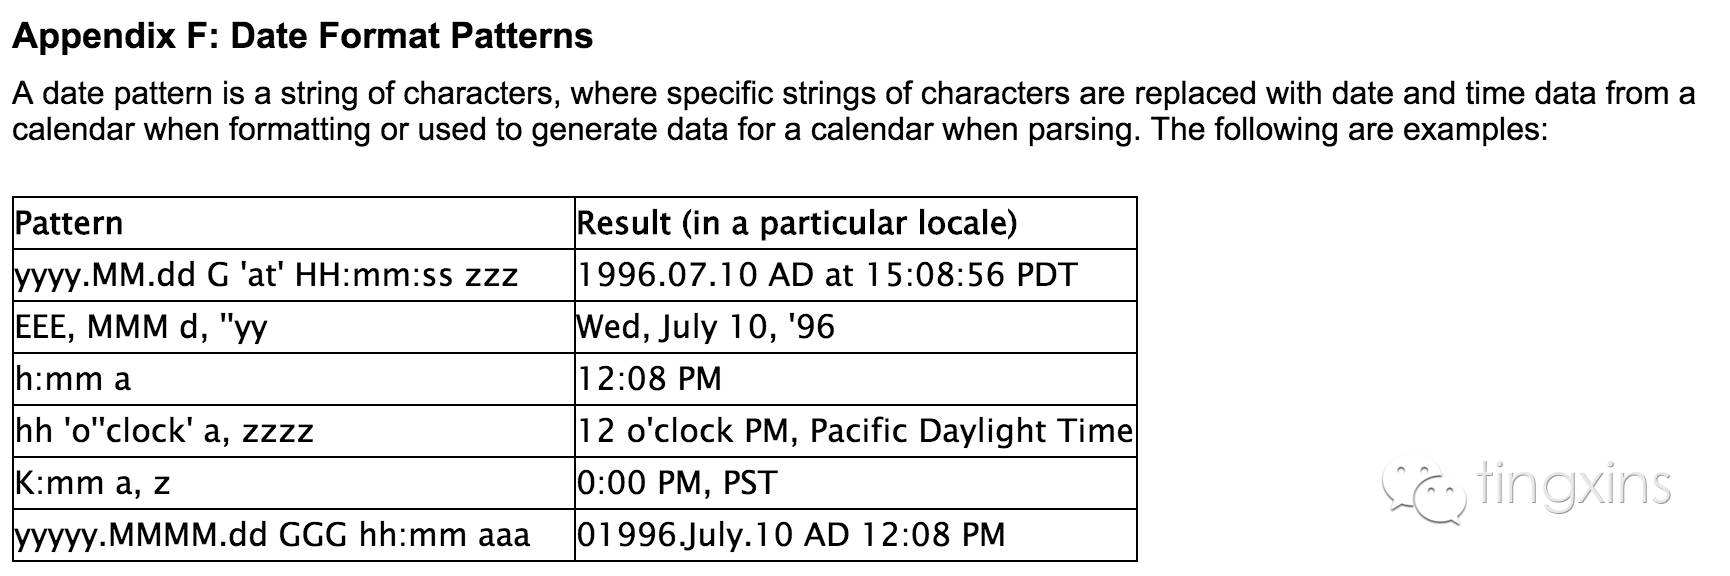 Appendix F: Date Format Patterns
A date pattern is a string of characters, where specific strings of characters are replaced with date and time data from a
calendar when formatting or used to generate data for a calendar when parsing. The following are examples:
Pattern Result (in a particular locale)
yyyy.MM.dd G 'at' HH:mm:ss zzz 1996.07.10 AD at 15:08:56 PDT
EEE, MMM d, ''yy Wed, July 10, '96
h:mm a 12:08 PM
hh 'o''clock' a, zzzz 12 o'clock PM, Pacific Daylight Time
K:mm a, z 0:00 PM, PST
yyyyy.MMMM.dd GGG hh:mm aaa 01996.July.10 AD 12:08 PM
tingxins